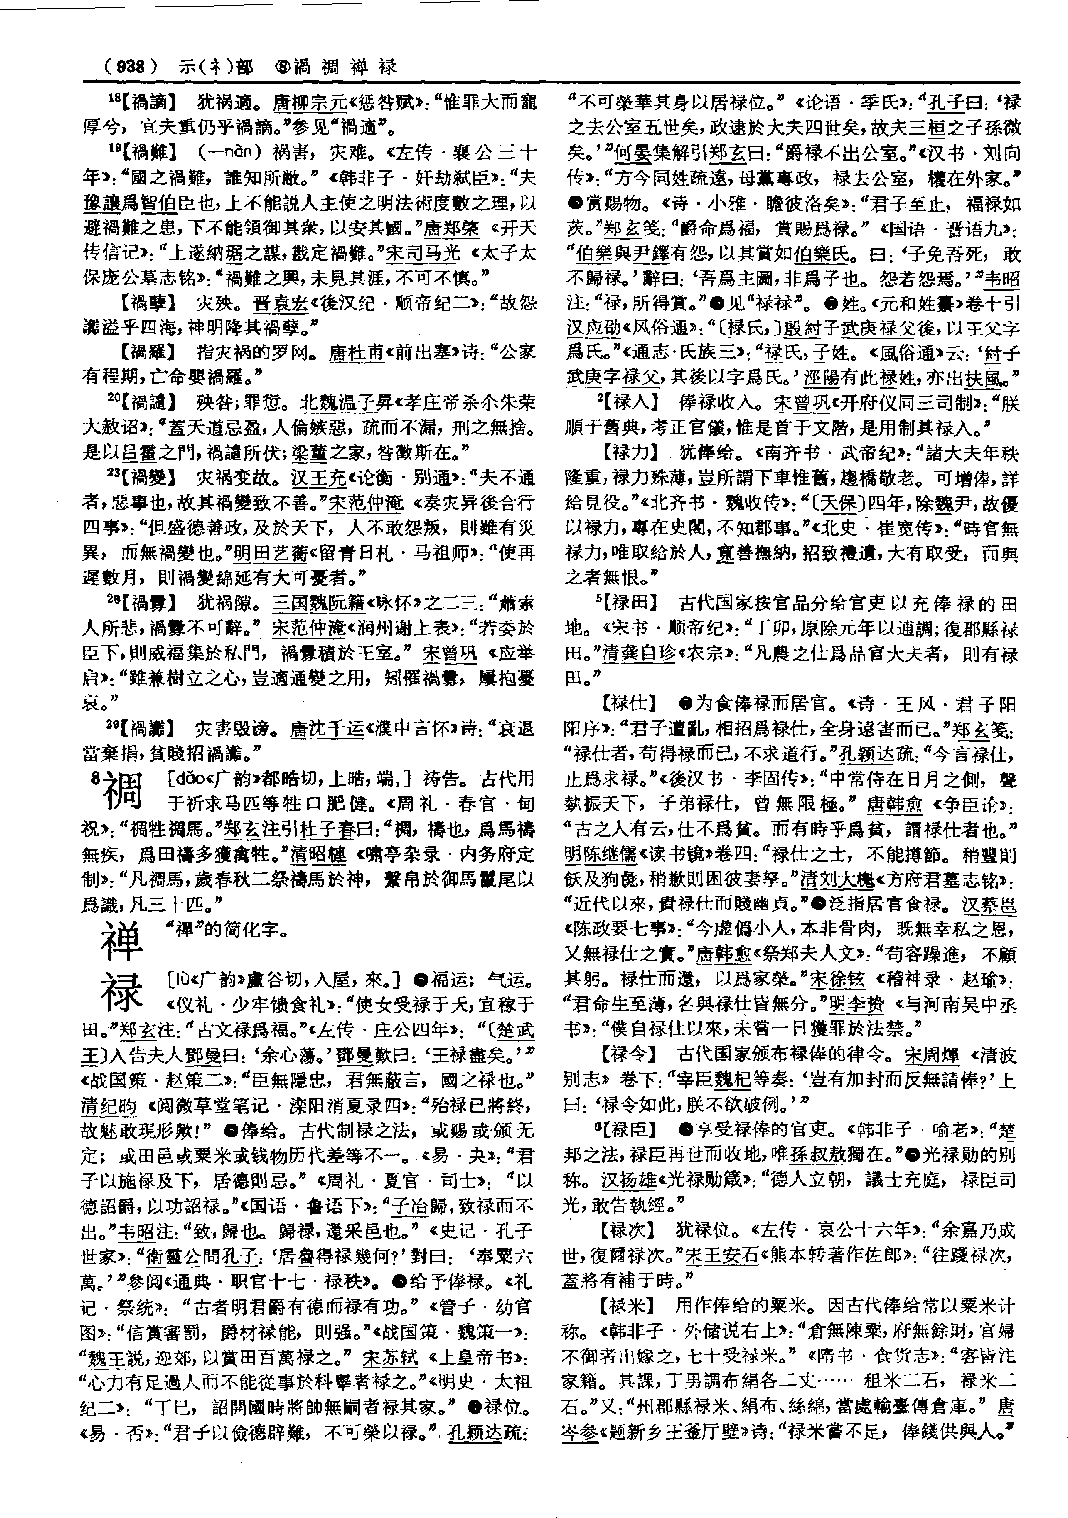 (938) 示(礻)部 ⑧禍 禂 禅 禄
¹⁸【禍謫】 犹祸適。唐柳宗元《惩咎赋》：“惟罪大而寵
厚兮，宜夫重仍乎禍謫。”参见“禍適”。
¹⁹【禍難】 (—nàn) 祸害，灾难。《左传·襄公三十
年》：“國之禍難，誰知所敝。”《韩非子·奸劫弑臣》：“夫
豫讓爲智伯臣也，上不能説人主使之明法術度數之理，以
避禍難之患，下不能領御其衆，以安其國。”唐郑棨《开天
传信记》：“上遂纳琚之謀，戡定禍難。”宋司马光《太子太
保庞公墓志铭》：“禍難之興，未見其涯，不可不慎。”
【禍孽】 灾殃。晋袁宏《後汉纪·顺帝纪二》：“故怨
讟溢乎四海，神明降其禍孽。”
【禍羅】 指灾祸的罗网。唐杜甫《前出塞》诗：“公家
有程期，亡命嬰禍羅。”
²⁰【禍譴】 殃咎；罪愆。北魏温子昇《孝庄帝杀尔朱荣
大赦诏》：“蓋天道忌盈，人倫嫉惡，疏而不漏，刑之無捨。
是以吕霍之門，禍譴所伏；梁董之家，咎徵斯在。”
²³【禍變】 灾祸变故。汉王充《论衡·别通》：“夫不通
者，惡事也，故其禍變致不善。”宋范仲淹《奏灾异後合行
四事》：“但盛德善政，及於天下，人不敢怨叛，則雖有災
異，而無禍變也。”明田艺蘅《留青日札·马祖师》：“使再
遲數月，則禍變綿延有大可憂者。”
²⁶【禍釁】 犹祸隙。三国魏阮籍《咏怀》之二三：“蕭索
人所悲，禍釁不可辭。”宋范仲淹《润州谢上表》：“若委於
臣下，則威福集於私門，禍釁積於王室。”宋曾巩《应举
启》：“雖兼樹立之心，豈適通變之用，矧罹禍釁，屢抱憂
哀。”
²⁹【禍讟】 灾害毁谤。唐沈千运《濮中言怀》诗：“衰退
當棄捐，貧賤招禍讟。”
8禂 [dǎo《广韵》都皓切，上晧，端。] 祷告。古代用
于祈求马匹等牲口肥健。《周礼·春官·甸
祝》：“禂牲禂馬。”郑玄注引杜子春曰：“禂，禱也，爲馬禱
無疾，爲田禱多獲禽牲。”清昭梿《啸亭杂录·内务府定
制》：“凡禂馬，歲春秋二祭禱馬於神，繫帛於御馬鬣尾以
爲識，凡三十匹。”
禅 “禪”的简化字。
禄 [lù《广韵》盧谷切，入屋，來。] ❶福运；气运。
《仪礼·少牢馈食礼》：“使女受禄于天，宜稼于
田。”郑玄注：“古文禄爲福。”《左传·庄公四年》：“〔楚武
王〕入告夫人鄧曼曰：‘余心蕩。’鄧曼歎曰：‘王禄盡矣。’”
《战国策·赵策二》：“臣無隱忠，君無蔽言，國之禄也。”
清纪昀《阅微草堂笔记·滦阳消夏录四》：“殆禄已將終，
故魅敢現形歟！”❷俸给。古代制禄之法，或赐或颁无
定；或田邑或粟米或钱物历代差等不一。《易·夬》：“君
子以施禄及下，居德則忌。”《周礼·夏官·司士》：“以
德詔爵，以功詔禄。”《国语·鲁语下》：“子冶歸，致禄而不
出。”韦昭注：“致，歸也。歸禄，還采邑也。”《史记·孔子
世家》：“衛靈公問孔子：‘居魯得禄幾何？’對曰：‘奉粟六
萬。’”参阅《通典·职官十七·禄秩》。❸给予俸禄。《礼
记·祭统》：“古者明君爵有德而禄有功。”《管子·幼官
图》：“信賞審罰，爵材禄能，則强。”《战国策·魏策一》：
“魏王説，迎郊，以賞田百萬禄之。”宋苏轼《上皇帝书》：
“心力有足過人而不能從事於科舉者禄之。”《明史·太祖
纪二》：“丁巳，詔開國時將帥無嗣者禄其家。”❹禄位。
《易·否》：“君子以儉德辟難，不可榮以禄。”孔颖达疏：
“不可榮華其身以居禄位。”《论语·季氏》：“孔子曰：‘禄
之去公室五世矣，政逮於大夫四世矣，故夫三桓之子孫微
矣。’”何晏集解引郑玄曰：“爵禄不出公室。”《汉书·刘向
传》：“方今同姓疏遠，母黨專政，禄去公室，權在外家。”
❺赏赐物。《诗·小雅·瞻彼洛矣》：“君子至止，福禄如
茨。”郑玄笺：“爵命爲福，賞賜爲禄。”《国语·晋语九》：
“伯樂與尹鐸有怨，以其賞如伯樂氏。曰：‘子免吾死，敢
不歸禄。’辭曰：‘吾爲主圖，非爲子也。怨若怨焉。’”韦昭
注：“禄，所得賞。”❻见“禄禄”。❼姓。《元和姓纂》卷十引
汉应劭《风俗通》：“〔禄氏，〕殷紂子武庚禄父後，以王父字
爲氏。”《通志·氏族三》：“禄氏，子姓。《風俗通》云：‘紂子
武庚字禄父，其後以字爲氏。’涇陽有此禄姓，亦出扶風。”
²【禄入】 俸禄收入。宋曾巩《开府仪同三司制》：“朕
順于舊典，考正官儀，惟是首于文階，是用制其禄入。”
【禄力】 犹俸给。《南齐书·武帝纪》：“諸大夫年秩
隆重，禄力殊薄，豈所謂下車惟舊，趨橋敬老。可增俸，詳
給見役。”《北齐书·魏收传》：“〔天保〕四年，除魏尹，故優
以禄力，專在史閣，不知郡事。”《北史·崔宽传》：“時官無
禄力，唯取給於人，寬善撫納，招致禮遺，大有取受，而與
之者無恨。”
⁵【禄田】 古代国家按官品分给官吏以充俸禄的田
地。《宋书·顺帝纪》：“丁卯，原除元年以逋調；復郡縣禄
田。”清龚自珍《农宗》：“凡農之仕爲品官大夫者，則有禄
田。”
【禄仕】 ❶为食俸禄而居官。《诗·王风·君子阳
阳序》：“君子遭亂，相招爲禄仕，全身遠害而已。”郑玄笺：
“禄仕者，苟得禄而已，不求道行。”孔颖达疏：“今言禄仕，
止爲求禄。”《後汉书·李固传》：“中常侍在日月之側，聲
埶振天下，子弟禄仕，曾無限極。”唐韩愈《争臣论》：
“古之人有云，仕不爲貧。而有時乎爲貧，謂禄仕者也。”
明陈继儒《读书镜》卷四：“禄仕之士，不能撙節。稍豐則
飫及狗彘，稍歉則困彼妻孥。”清刘大櫆《方府君墓志铭》：
“近代以來，貴禄仕而賤幽貞。”❷泛指居官食禄。汉蔡邕
《陈政要七事》：“今虚僞小人，本非骨肉，既無幸私之恩，
又無禄仕之實。”唐韩愈《祭郑夫人文》：“苟容躁進，不顧
其躬。禄仕而還，以爲家榮。”宋徐铉《稽神录·赵瑜》：
“君命至薄，名與禄仕皆無分。”明李贽《与河南吴中丞
书》：“僕自禄仕以來，未嘗一日獲罪於法禁。”
【禄令】 古代国家颁布禄俸的律令。宋周煇《清波
别志》卷下：“宰臣魏杞等奏：‘豈有加封而反無請俸？’上
曰：‘禄令如此，朕不欲破例。’”
⁶【禄臣】 ❶享受禄俸的官吏。《韩非子·喻老》：“楚
邦之法，禄臣再世而收地，唯孫叔敖獨在。”❷光禄勋的别
称。汉扬雄《光禄勋箴》：“德人立朝，議士充庭，禄臣司
光，敢告執經。”
【禄次】 犹禄位。《左传·哀公十六年》：“余嘉乃成
世，復爾禄次。”宋王安石《熊本转著作佐郎》：“往踐禄次，
蓋將有補于時。”
【禄米】 用作俸给的粟米。因古代俸给常以粟米计
称。《韩非子·外储说右上》：“倉無陳粟，府無餘財，宫婦
不御者出嫁之，七十受禄米。”《隋书·食货志》：“客皆注
家籍。其課，丁男調布絹各二丈……租米二石，禄米二
石。”又：“州郡縣禄米、絹布、絲綿，當處輸臺傳倉庫。”唐
岑参《题新乡王釜厅壁》诗：“禄米嘗不足，俸錢供與人。”